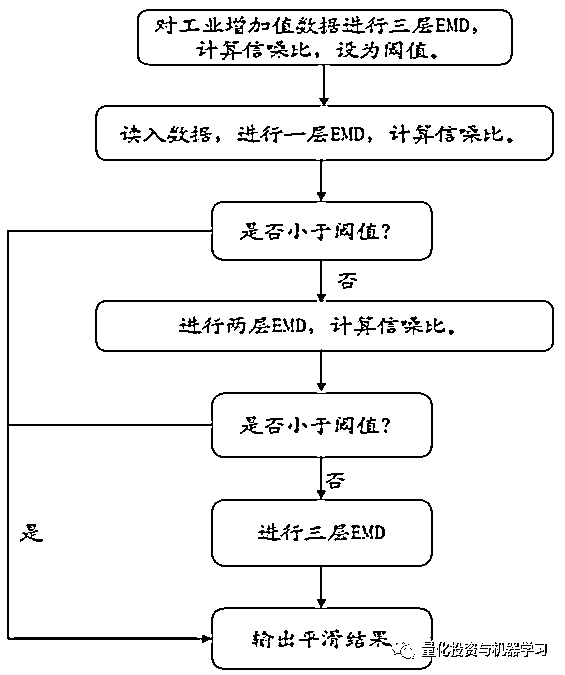 对工业增加值数据进行三层EMD，
计算信噪比，设为阈值。
读入数据，进行一层EMD，计算信噪比。
是否小于阈值？
否
进行两层EMD，计算信噪比。
是否小于阈值？
否
进行三层EMD
是
输出平滑结果
量化投资与机器学习